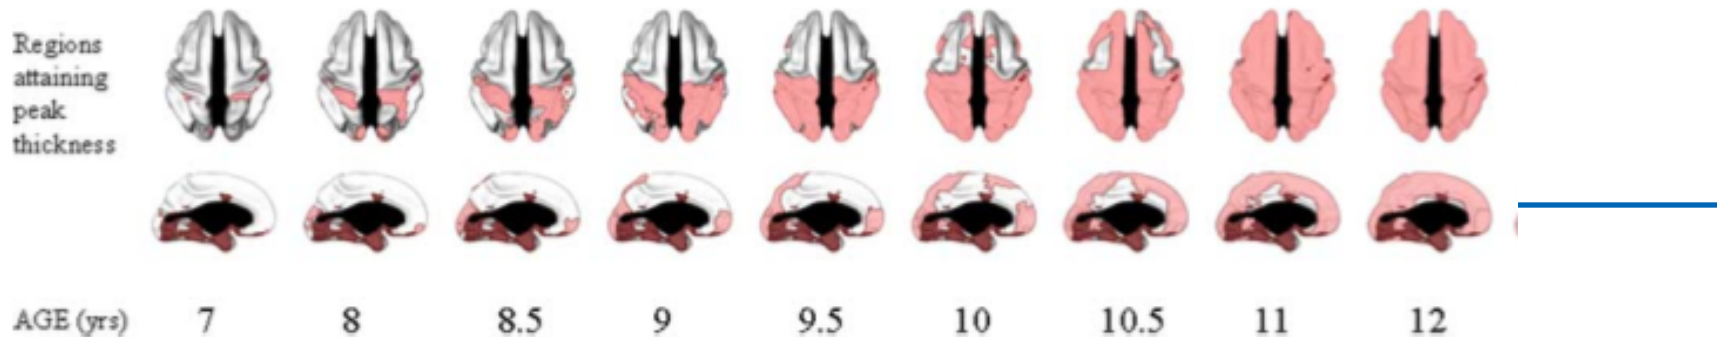 Regions
attaining
peak
thickness
AGE (yrs) 7 8 8.5 9 9.5 10 10.5 11 12